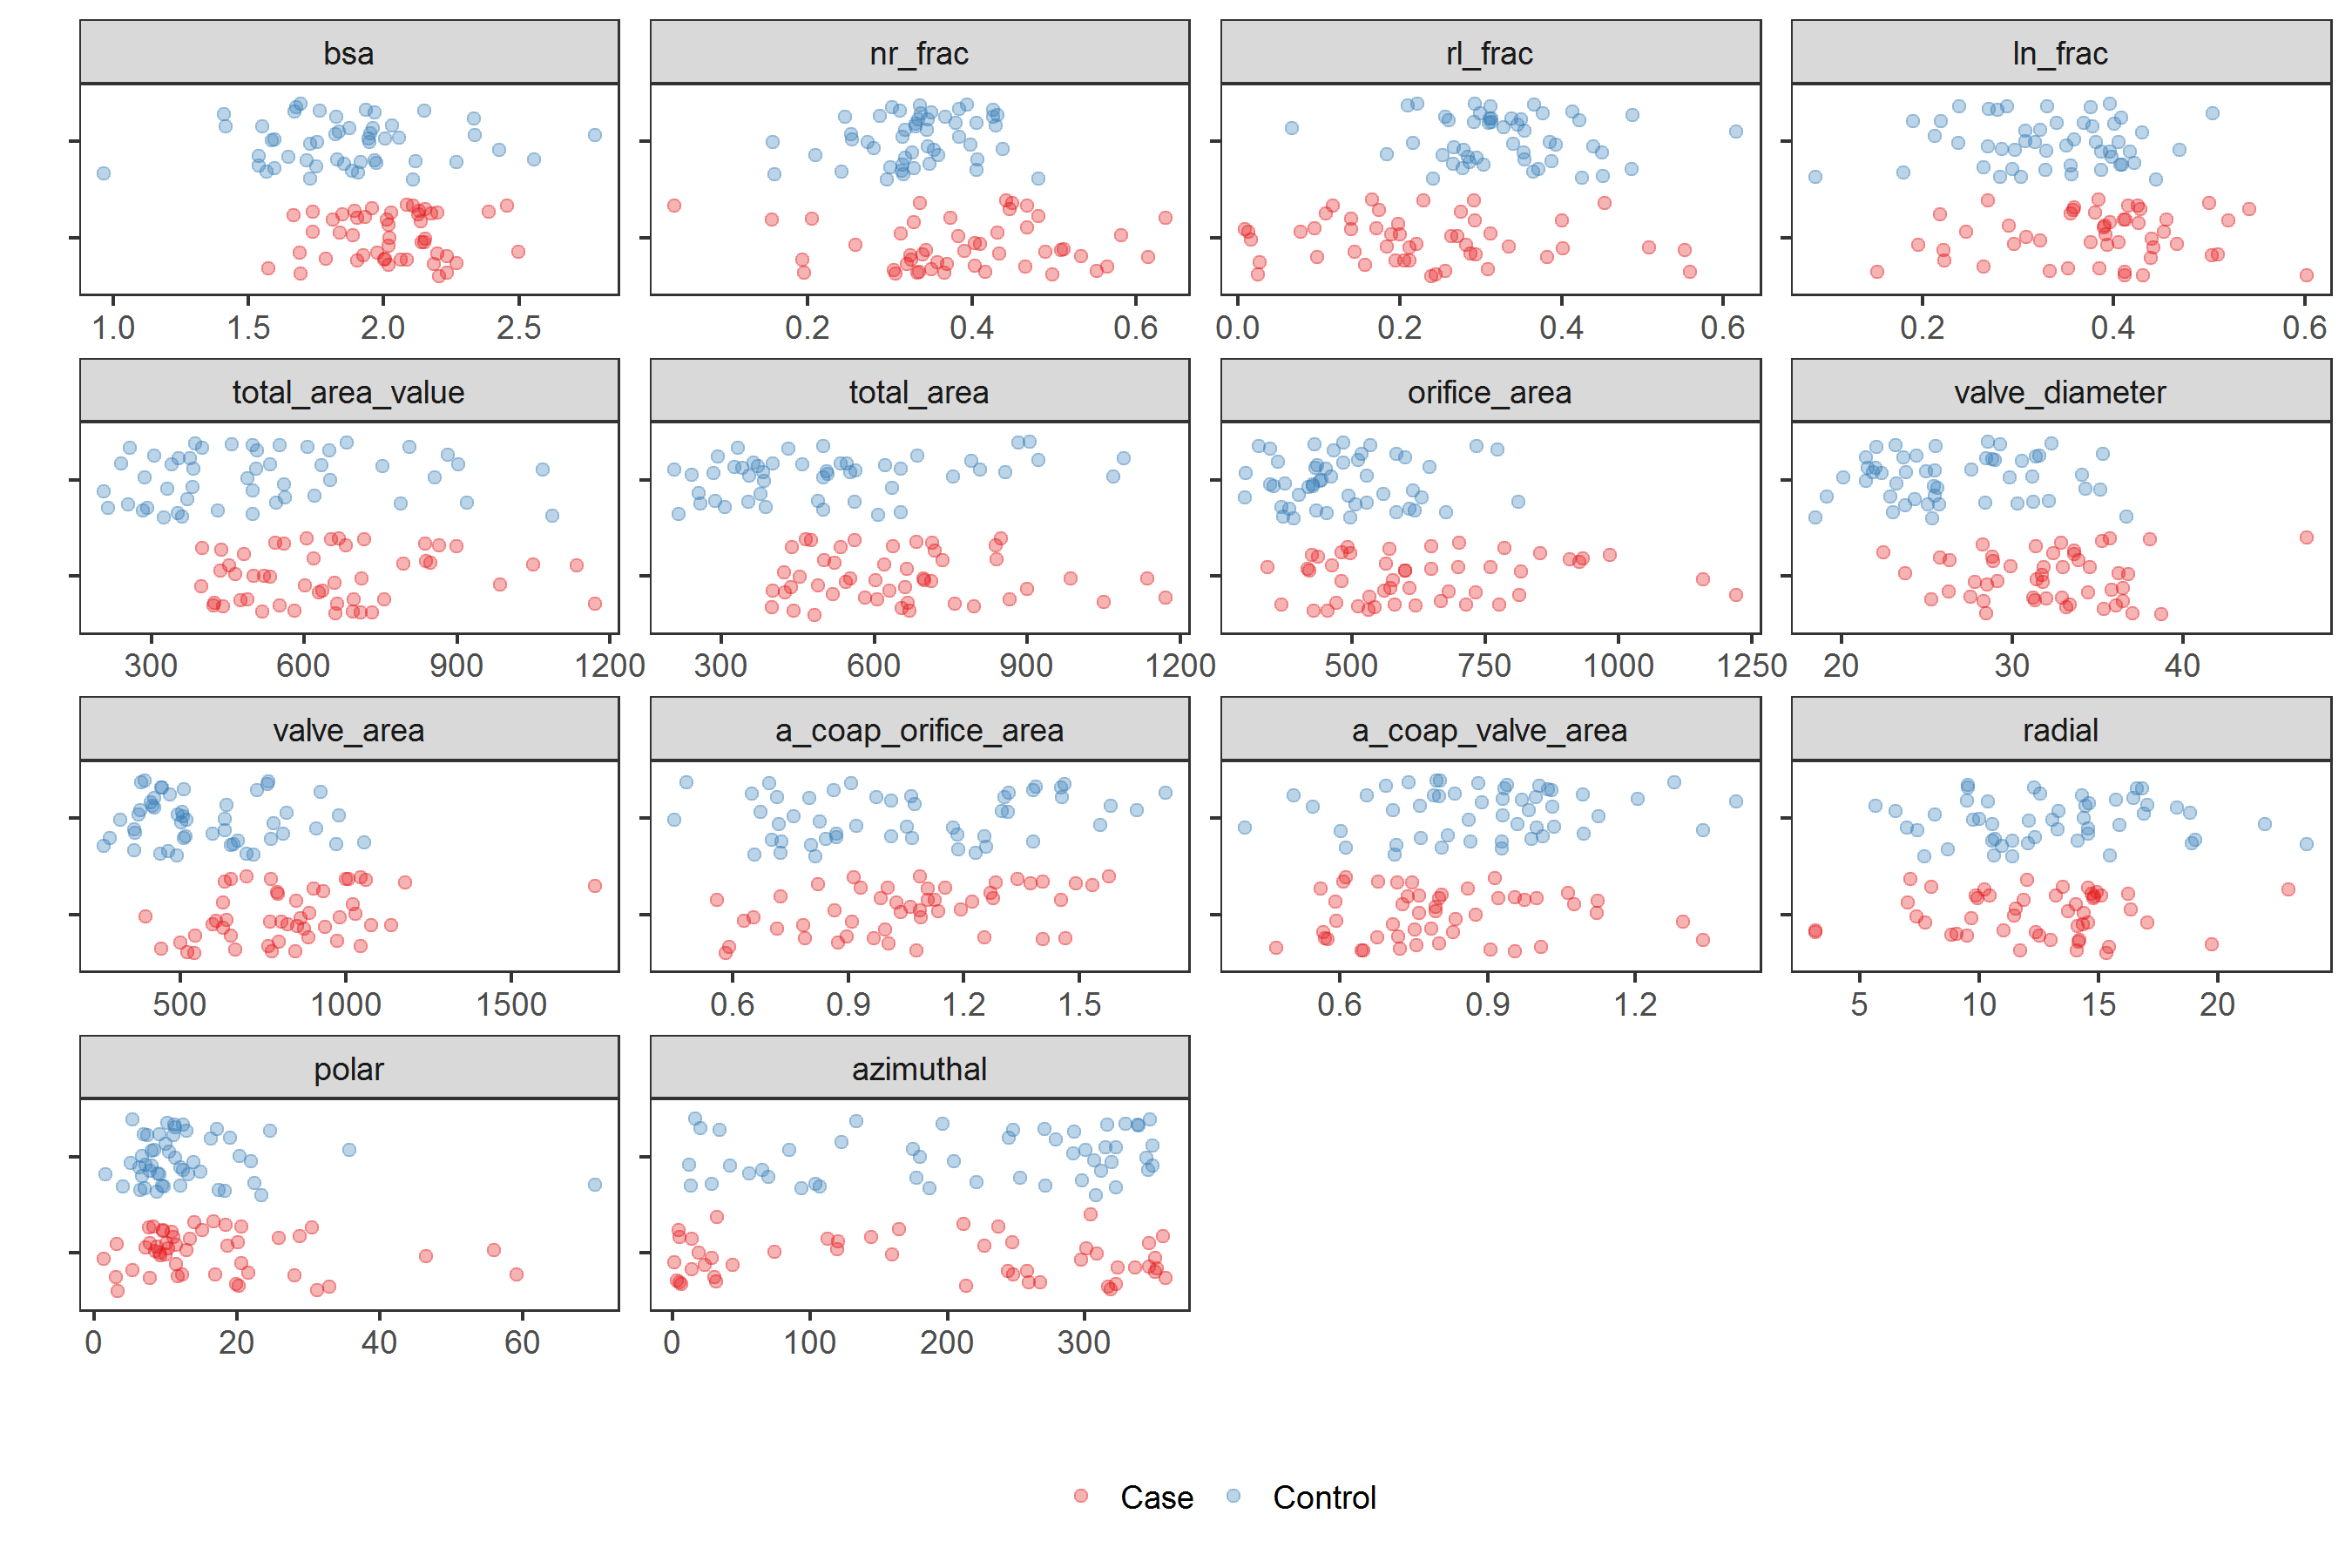 bsa nr_frac rl_frac ln_frac
1.0 1.5 2.0 2.5 0.2 0.4 0.6 0.0 0.2 0.4 0.6 0.2 0.4 0.6
total_area_value total_area orifice_area valve_diameter
300 600 900 1200 300 600 900 1200 500 750 1000 1250 20 30 40
valve_area a_coap_orifice_area a_coap_valve_area radial
500 1000 1500 0.6 0.9 1.2 1.5 0.6 0.9 1.2 5 10 15 20
polar azimuthal
0 20 40 60 0 100 200 300
Case Control